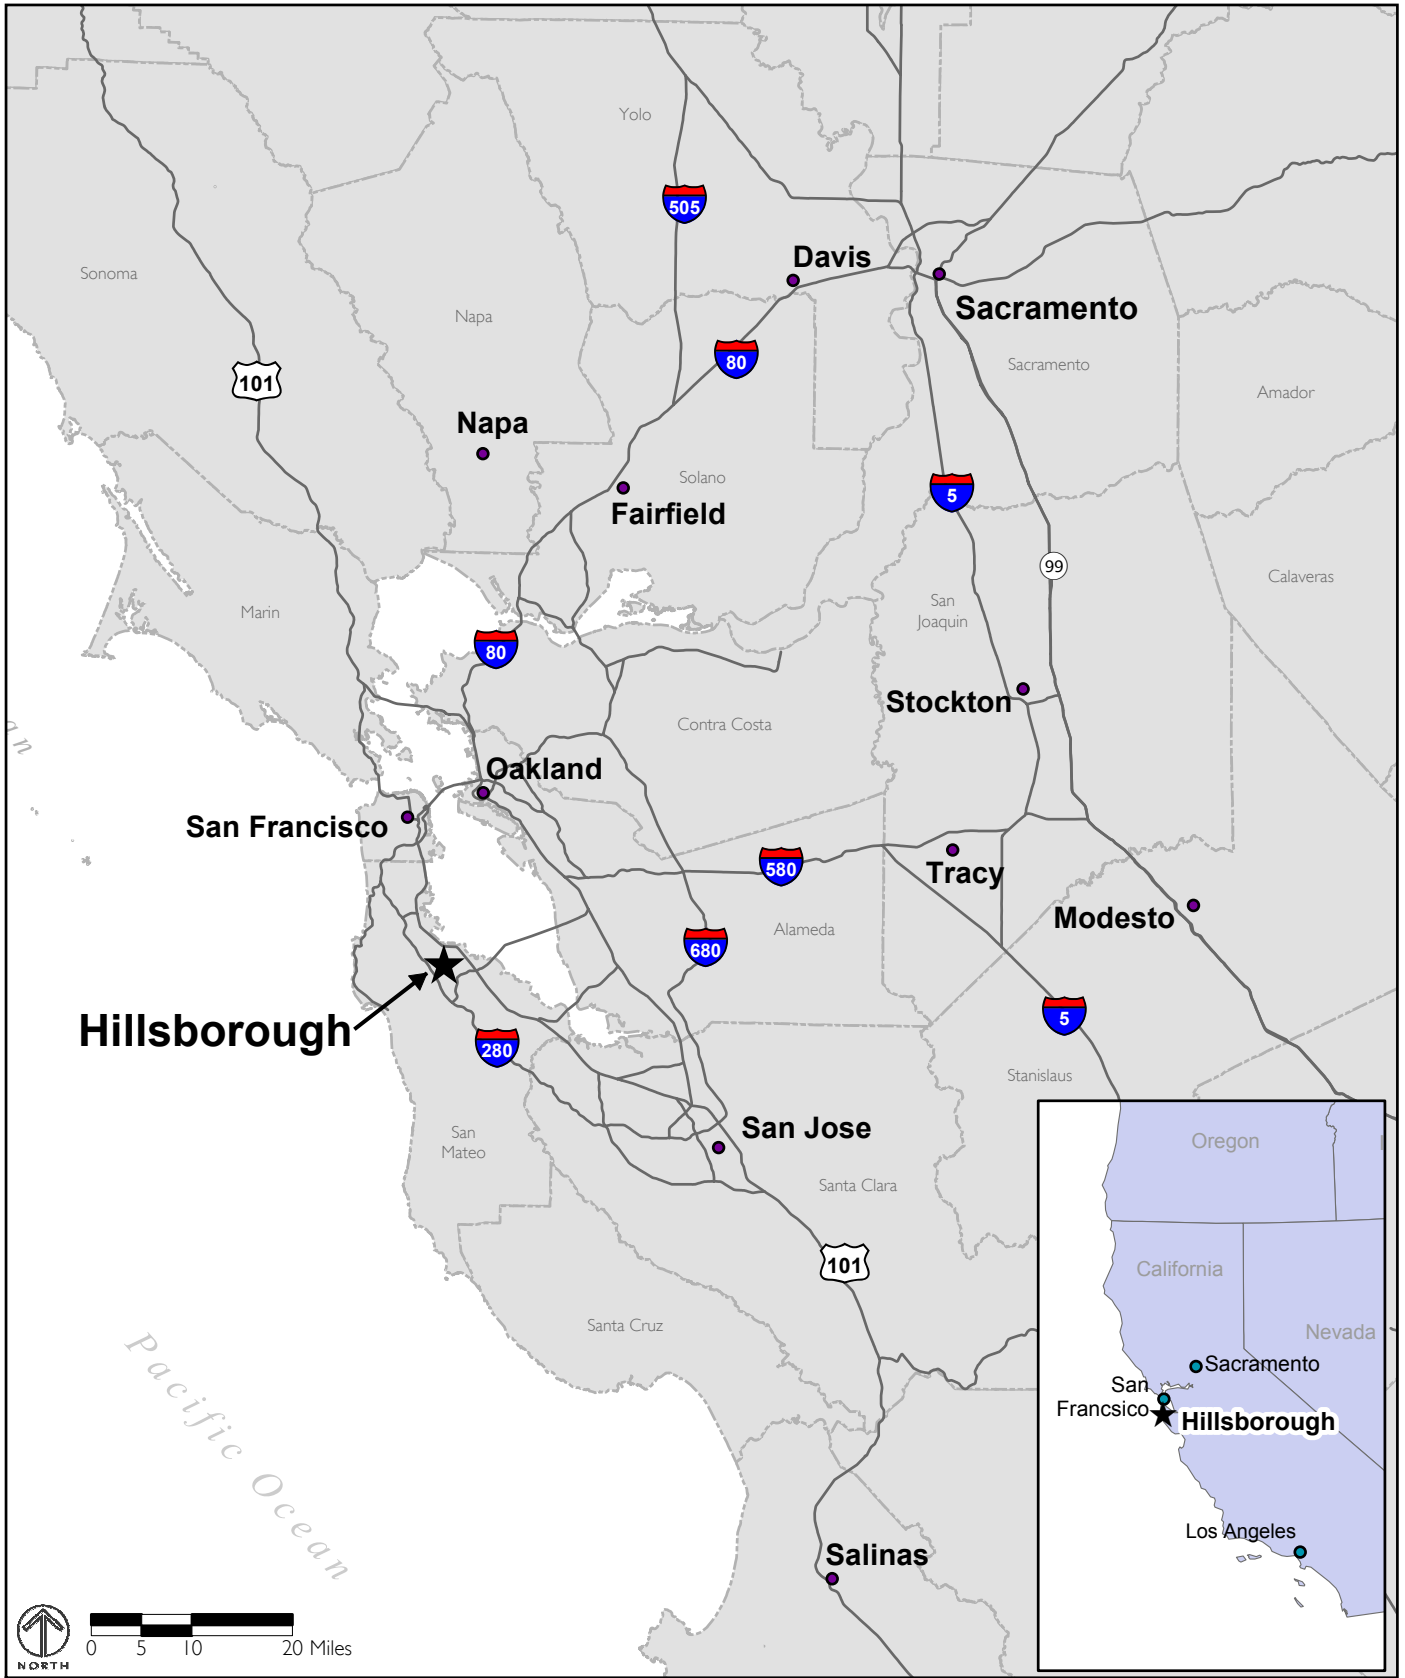 Yolo
505
Davis
Sonoma
Sacramento
Napa
80
Sacramento
101
Amador
Napa
Solano
5
Fairfield
99
Calaveras
San
Joaquin
Marin
80
Stockton
an
Contra Costa
Oakland
San Francisco
580
Tracy
Modesto
Alameda
680
Hillsborough
5
280
Stanislaus
San Jose
San
Mateo
Santa Clara
101
Santa Cruz
Pacific Ocean
Salinas
Oregon
California
Nevada
Sacramento
San
Francsico
Hillsborough
Los Angeles
NORTH
0 5 10 20 Miles